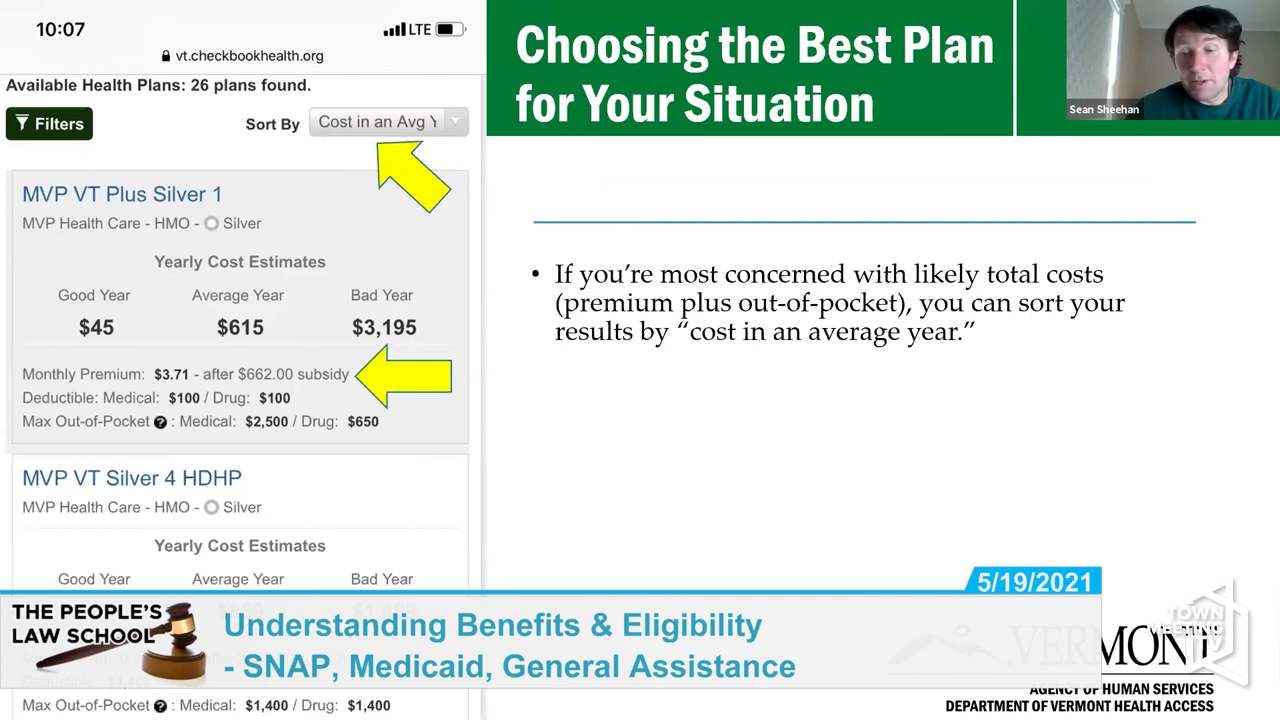 10:07
LTE
vt.checkbookhealth.org
Available Health Plans: 26 plans found.
Filters
Sort By
Cost in an Avg Y
MVP VT Plus Silver 1
MVP Health Care - HMO - Silver
Yearly Cost Estimates
Good Year Average Year Bad Year
$45 $615 $3,195
Monthly Premium: $3.71 - after $662.00 subsidy
Deductible: Medical: $100 / Drug: $100
Max Out-of-Pocket ? : Medical: $2,500 / Drug: $650
MVP VT Silver 4 HDHP
MVP Health Care - HMO - Silver
Yearly Cost Estimates
Good Year Average Year Bad Year
Max Out-of-Pocket ? : Medical: $1,400 / Drug: $1,400
Choosing the Best Plan
for Your Situation
Sean Sheehan
• If you’re most concerned with likely total costs
(premium plus out-of-pocket), you can sort your
results by “cost in an average year.”
5/19/2021
THE PEOPLE'S
LAW SCHOOL
Understanding Benefits & Eligibility
- SNAP, Medicaid, General Assistance
TOWN
MEETING
TV
VERMONT
AGENCY OF HUMAN SERVICES
DEPARTMENT OF VERMONT HEALTH ACCESS